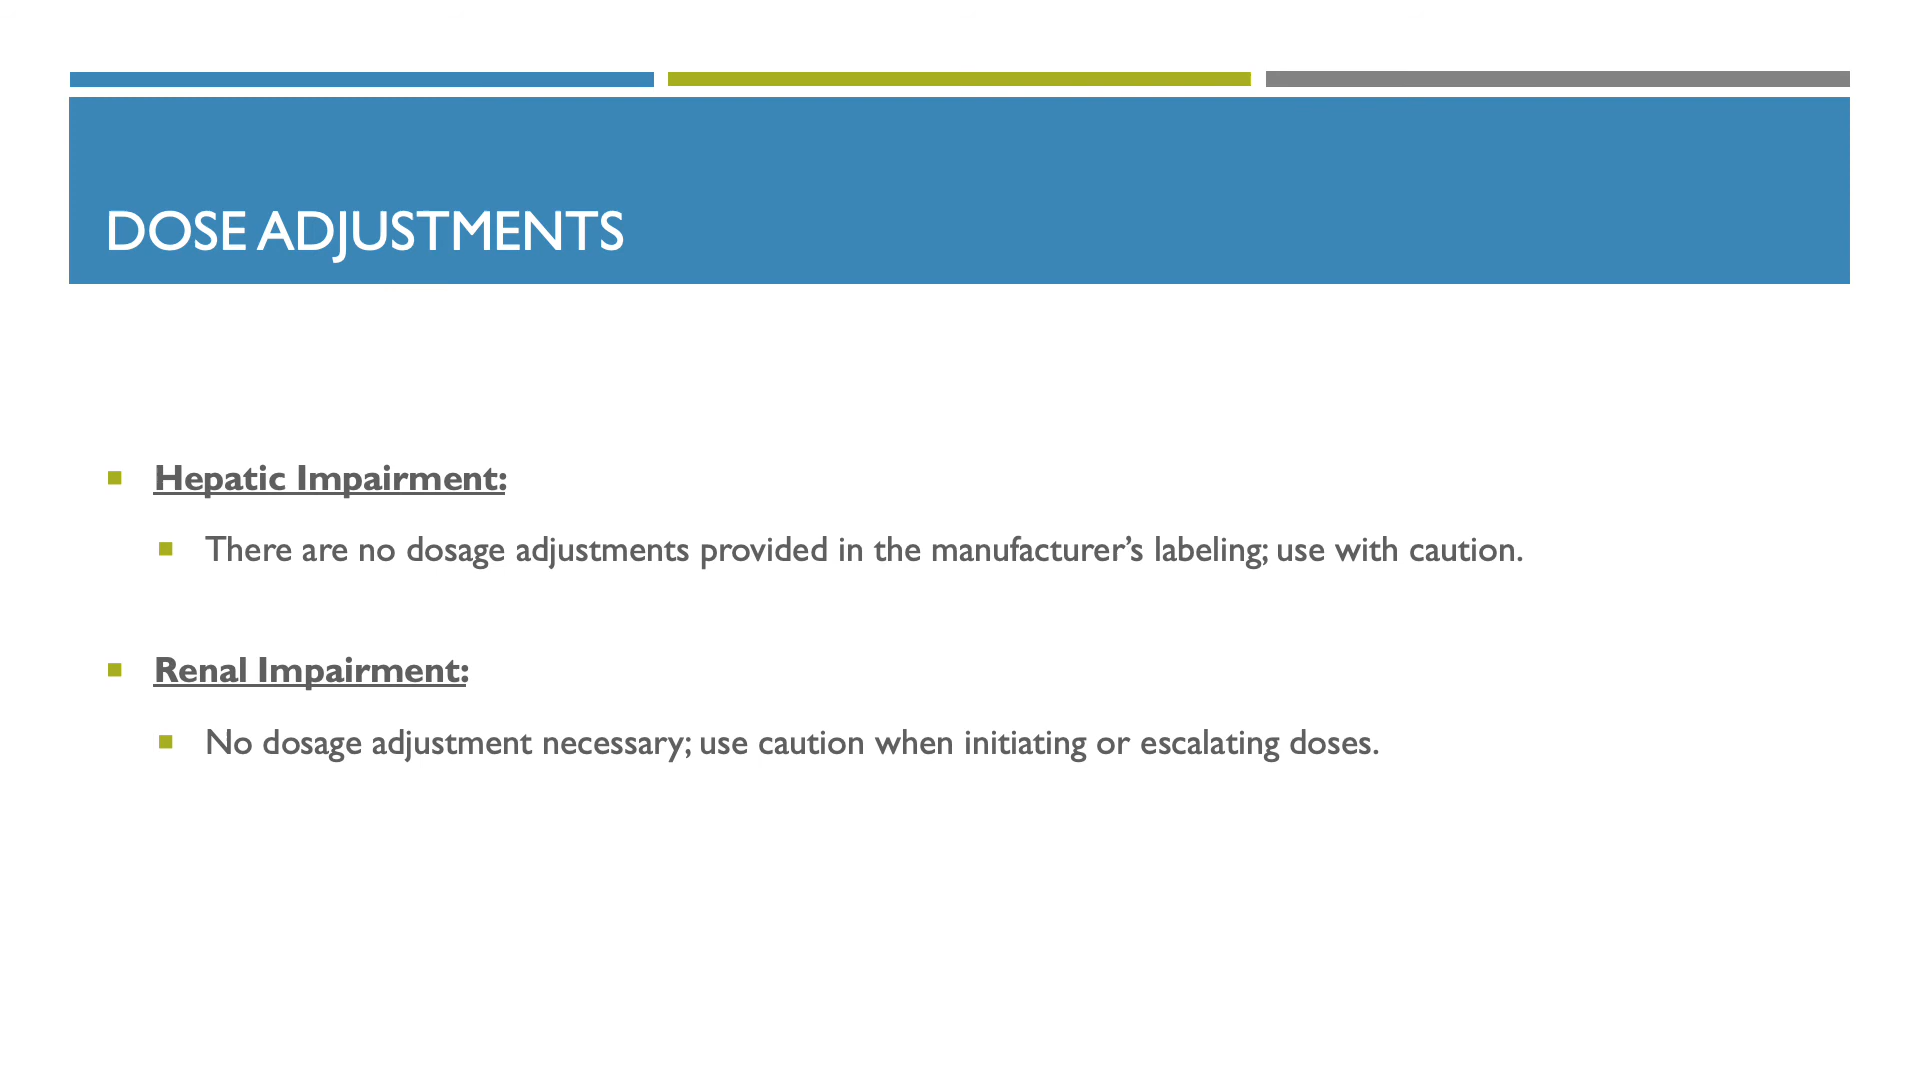 DOSE ADJUSTMENTS
Hepatic Impairment:
There are no dosage adjustments provided in the manufacturer’s labeling; use with caution.
Renal Impairment:
No dosage adjustment necessary; use caution when initiating or escalating doses.